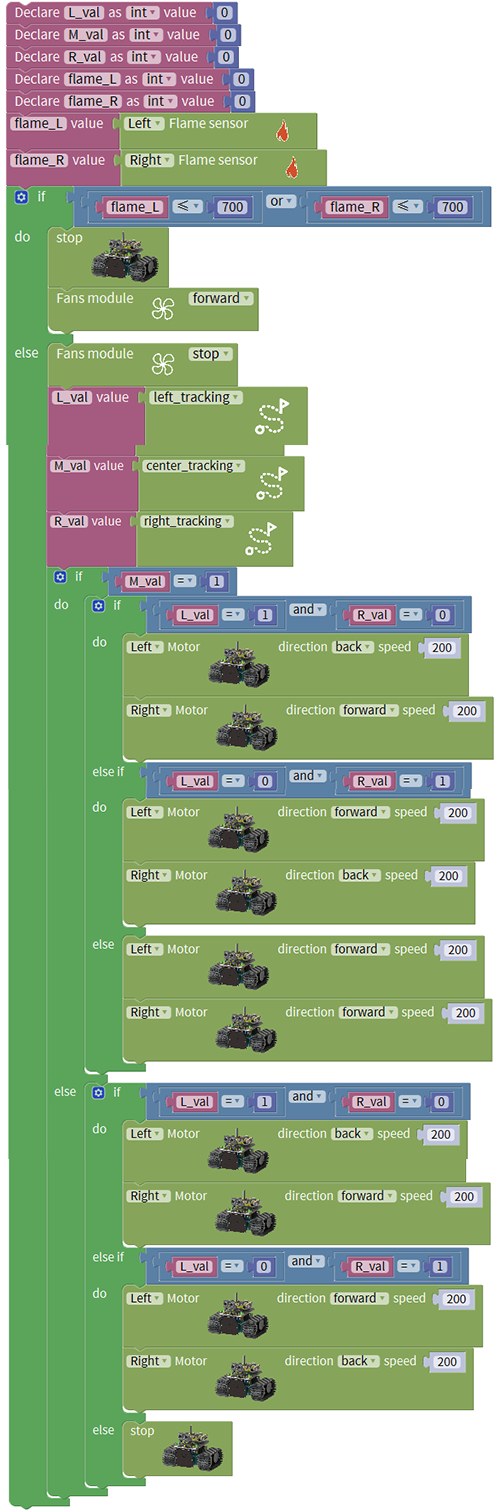 Declare L_val as int value 0
Declare M_val as int value 0
Declare R_val as int value 0
Declare flame_L as int value 0
Declare flame_R as int value 0
flame_L value Left Flame sensor
flame_R value Right Flame sensor
if flame_L ≤ 700 or flame_R ≤ 700
do stop
Fans module forward
else Fans module stop
L_val value left_tracking
M_val value center_tracking
R_val value right_tracking
if M_val = 1
do if L_val = 1 and R_val = 0
do Left Motor direction back speed 200
Right Motor direction forward speed 200
else if L_val = 0 and R_val = 1
do Left Motor direction forward speed 200
Right Motor direction back speed 200
else Left Motor direction forward speed 200
Right Motor direction forward speed 200
else if L_val = 1 and R_val = 0
do Left Motor direction back speed 200
Right Motor direction forward speed 200
else if L_val = 0 and R_val = 1
do Left Motor direction forward speed 200
Right Motor direction back speed 200
else stop